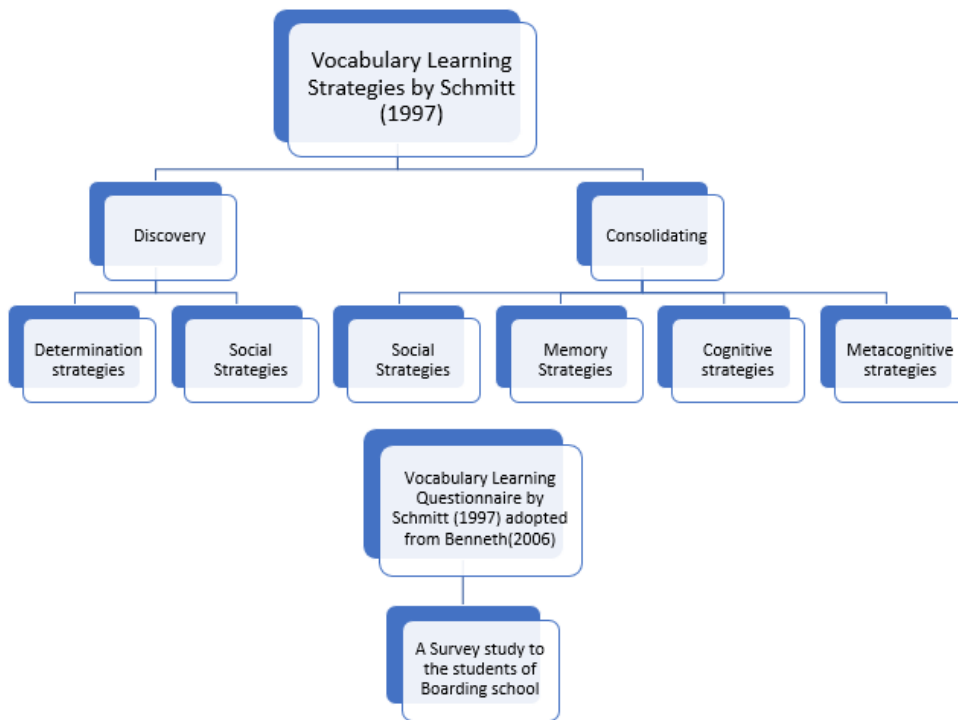 Vocabulary Learning
Strategies by Schmitt
(1997)
Discovery
Consolidating
Determination
strategies
Social
Strategies
Social
Strategies
Memory
Strategies
Cognitive
strategies
Metacognitive
strategies
Vocabulary Learning
Questionnaire by
Schmitt (1997) adopted
from Benneth(2006)
A Survey study to
the students of
Boarding school